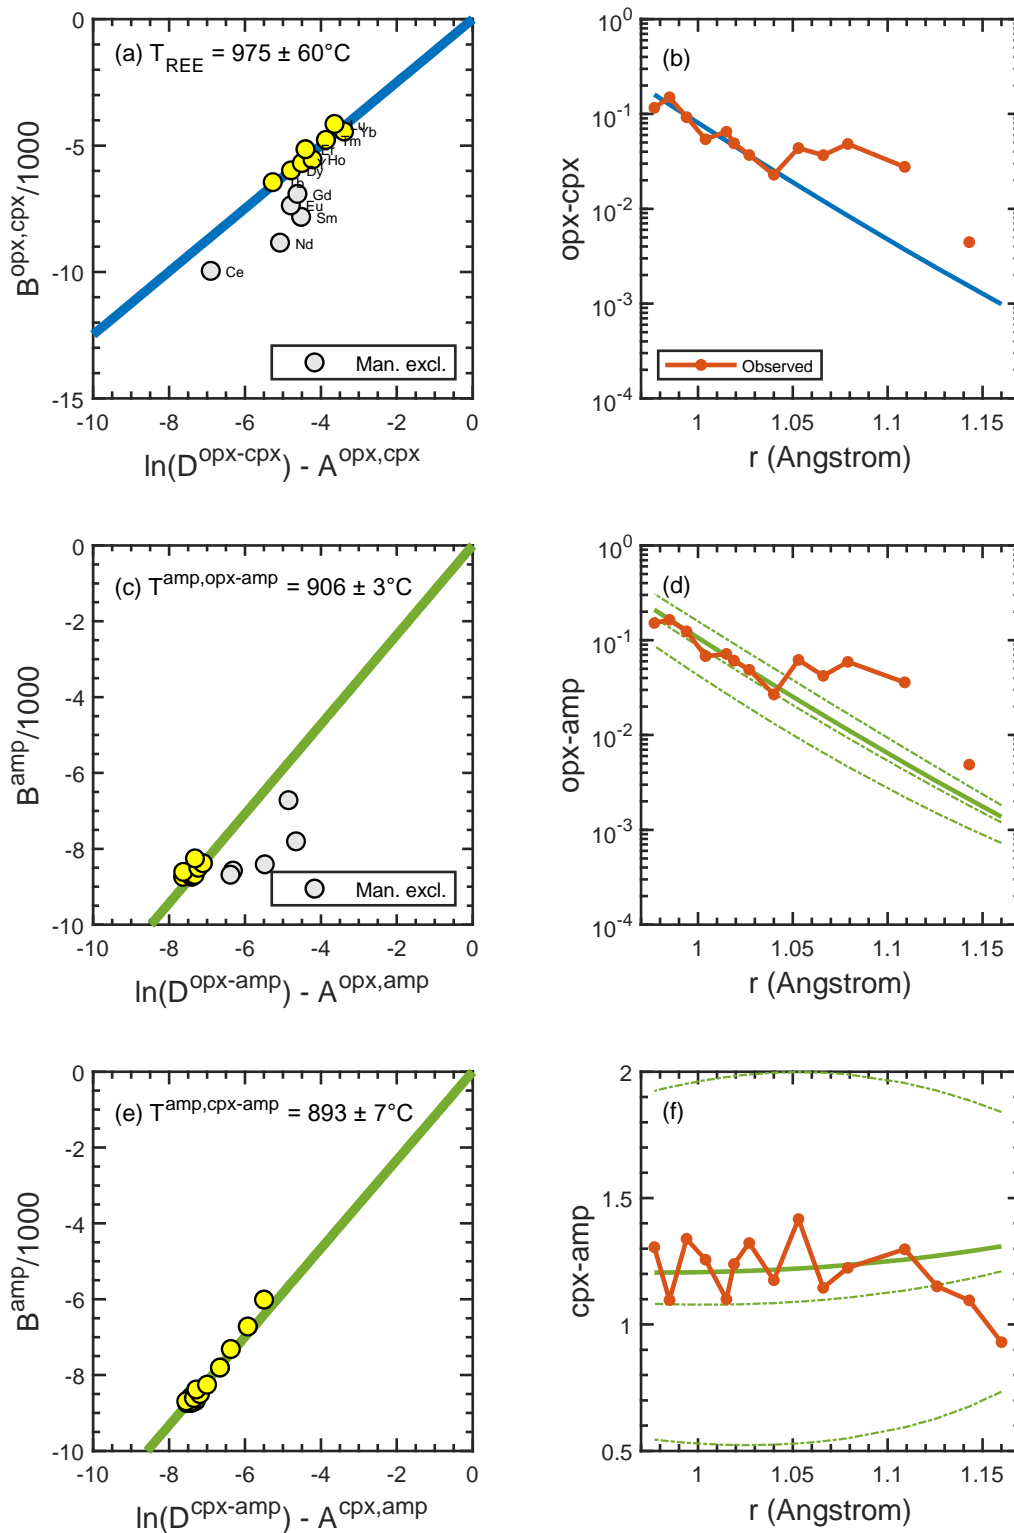 (a) T_REE = 975 ± 60°C
0
-5
-10
-15
B^opx,cpx/1000
Lu
Yb
Tm
Er
Ho
Y
Dy
Tb
Gd
Eu
Sm
Nd
Ce
Man. excl.
-10 -8 -6 -4 -2 0
ln(D^opx-cpx) - A^opx,cpx
(b)
10^0
10^-1
10^-2
10^-3
10^-4
opx-cpx
Observed
1 1.05 1.1 1.15
r (Angstrom)
(c) T^amp,opx-amp = 906 ± 3°C
0
-2
-4
-6
-8
-10
B^amp/1000
Man. excl.
-10 -8 -6 -4 -2 0
ln(D^opx-amp) - A^opx,amp
(d)
10^0
10^-1
10^-2
10^-3
10^-4
opx-amp
1 1.05 1.1 1.15
r (Angstrom)
(e) T^amp,cpx-amp = 893 ± 7°C
0
-2
-4
-6
-8
-10
B^amp/1000
-10 -8 -6 -4 -2 0
ln(D^cpx-amp) - A^cpx,amp
(f)
2
1.5
1
0.5
cpx-amp
1 1.05 1.1 1.15
r (Angstrom)